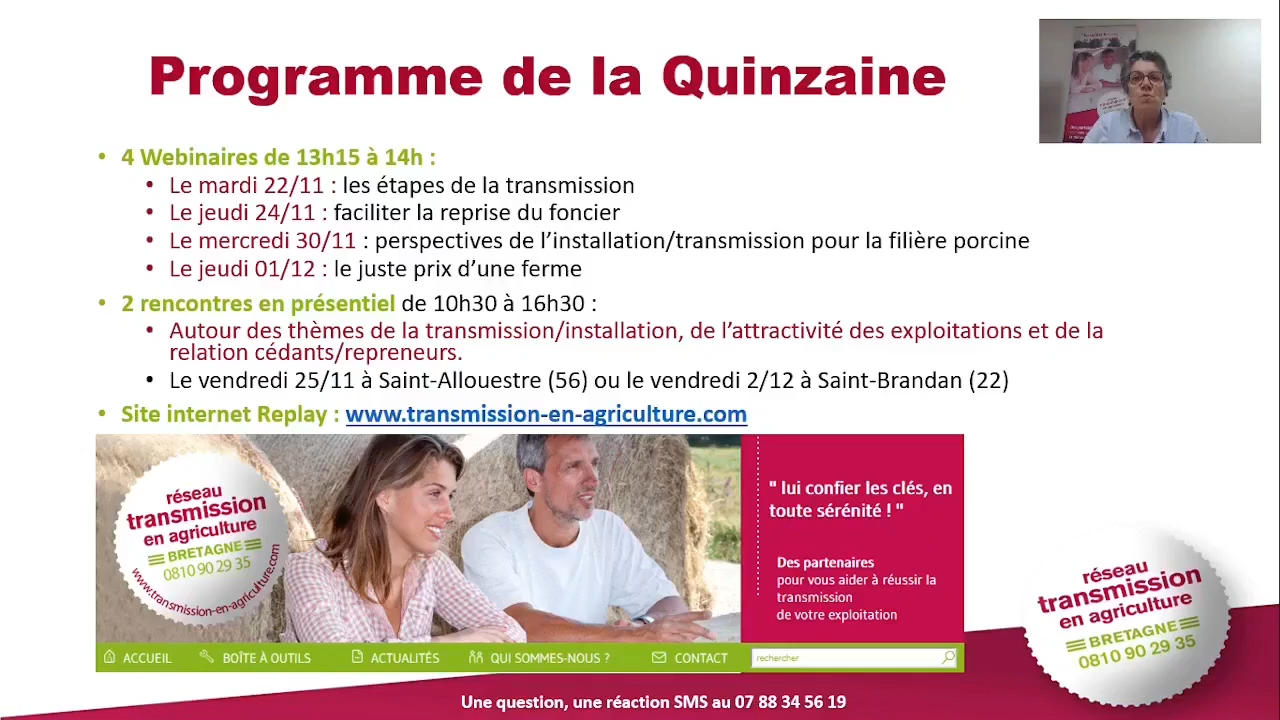 Programme de la Quinzaine
• 4 Webinaires de 13h15 à 14h :
• Le mardi 22/11 : les étapes de la transmission
• Le jeudi 24/11 : faciliter la reprise du foncier
• Le mercredi 30/11 : perspectives de l’installation/transmission pour la filière porcine
• Le jeudi 01/12 : le juste prix d’une ferme
• 2 rencontres en présentiel de 10h30 à 16h30 :
• Autour des thèmes de la transmission/installation, de l’attractivité des exploitations et de la
relation cédants/repreneurs.
• Le vendredi 25/11 à Saint-Allouestre (56) ou le vendredi 2/12 à Saint-Brandan (22)
• Site internet Replay : www.transmission-en-agriculture.com
réseau
transmission
en agriculture
BRETAGNE
0810 90 29 35
www.transmission-en-agriculture.com
" lui confier les clés, en
toute sérénité ! "
Des partenaires
pour vous aider à réussir la
transmission
de votre exploitation
ACCUEIL BOÎTE À OUTILS ACTUALITÉS QUI SOMMES-NOUS ? CONTACT rechercher
réseau
transmission
en agriculture
BRETAGNE
0810 90 29 35
Une question, une réaction SMS au 07 88 34 56 19